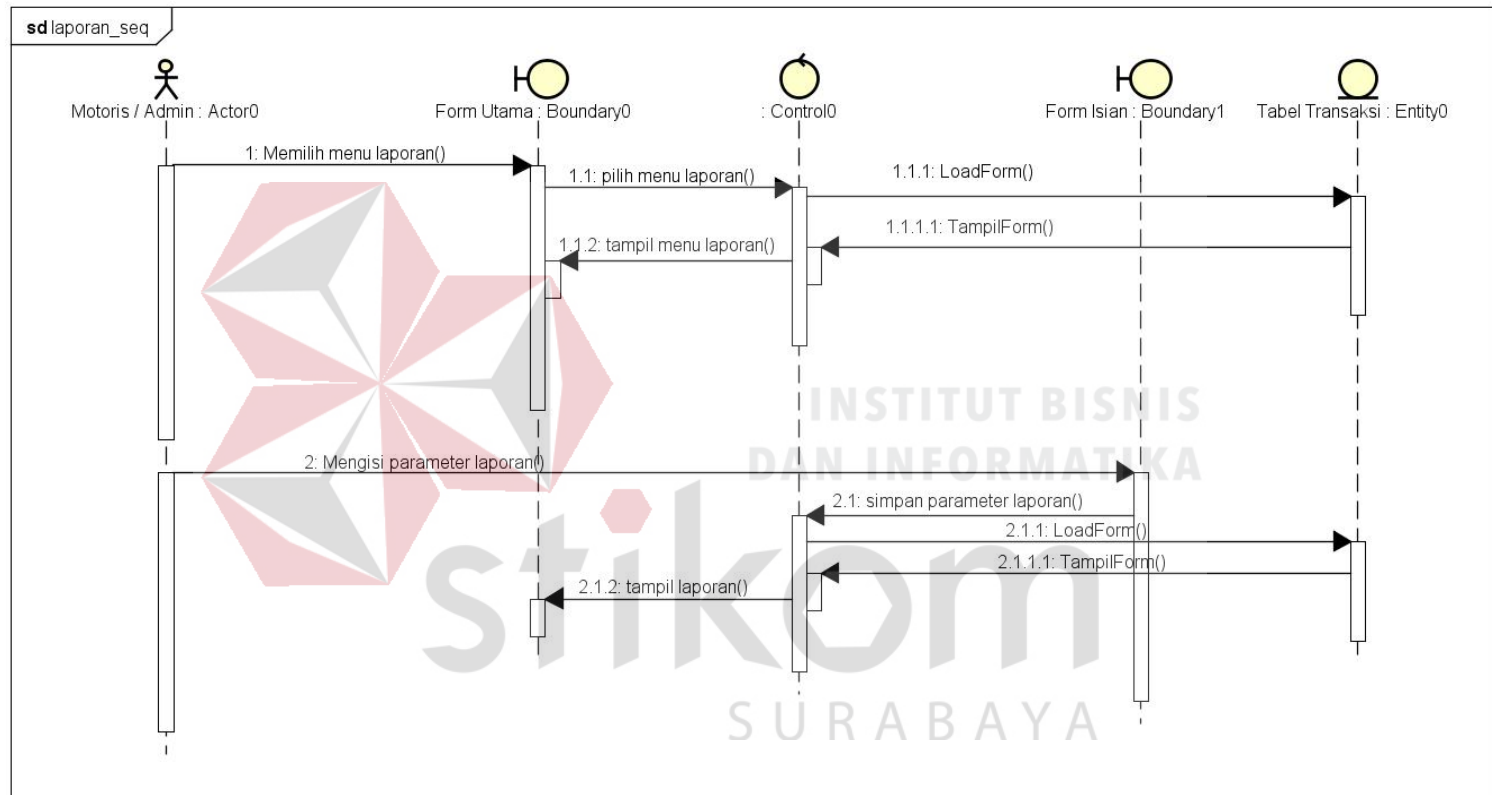 sd laporan_seq
Motoris / Admin : Actor0
Form Utama : Boundary0
: Control0
Form Isian : Boundary1
Tabel Transaksi : Entity0
1: Memilih menu laporan()
1.1: pilih menu laporan()
1.1.1: LoadForm()
1.1.1.1: TampilForm()
1.1.2: tampil menu laporan()
INSTITUT BISNIS
DAN INFORMATIKA
2: Mengisi parameter laporan()
2.1: simpan parameter laporan()
2.1.1: LoadForm()
2.1.1.1: TampilForm()
2.1.2: tampil laporan()
stikom
SURABAYA